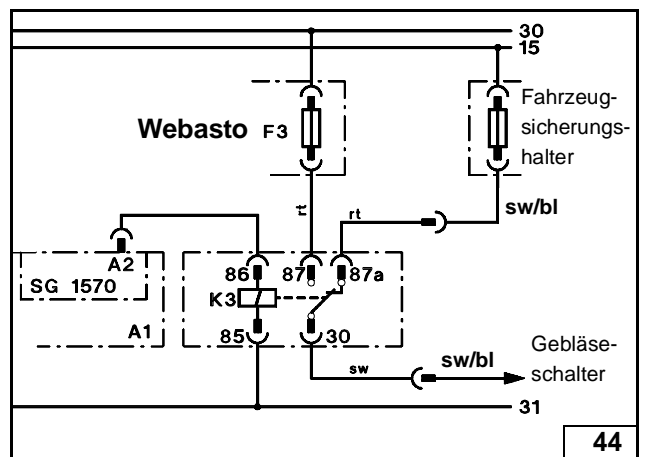 30
15
Webasto F3
Fahrzeug-
sicherungs-
halter
rt
rt
sw/bl
A2
SG 1570
A1
86
87
87a
K3
85
30
sw
sw/bl
Gebläse-
schalter
31
44